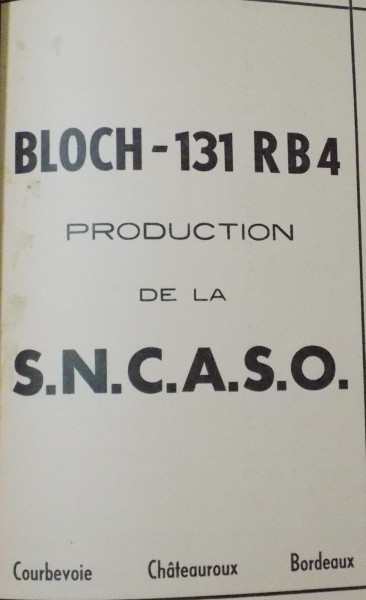 BLOCH - 131 RB4
PRODUCTION
DE LA
S.N.C.A.S.O.
Courbevoie Châteauroux Bordeaux